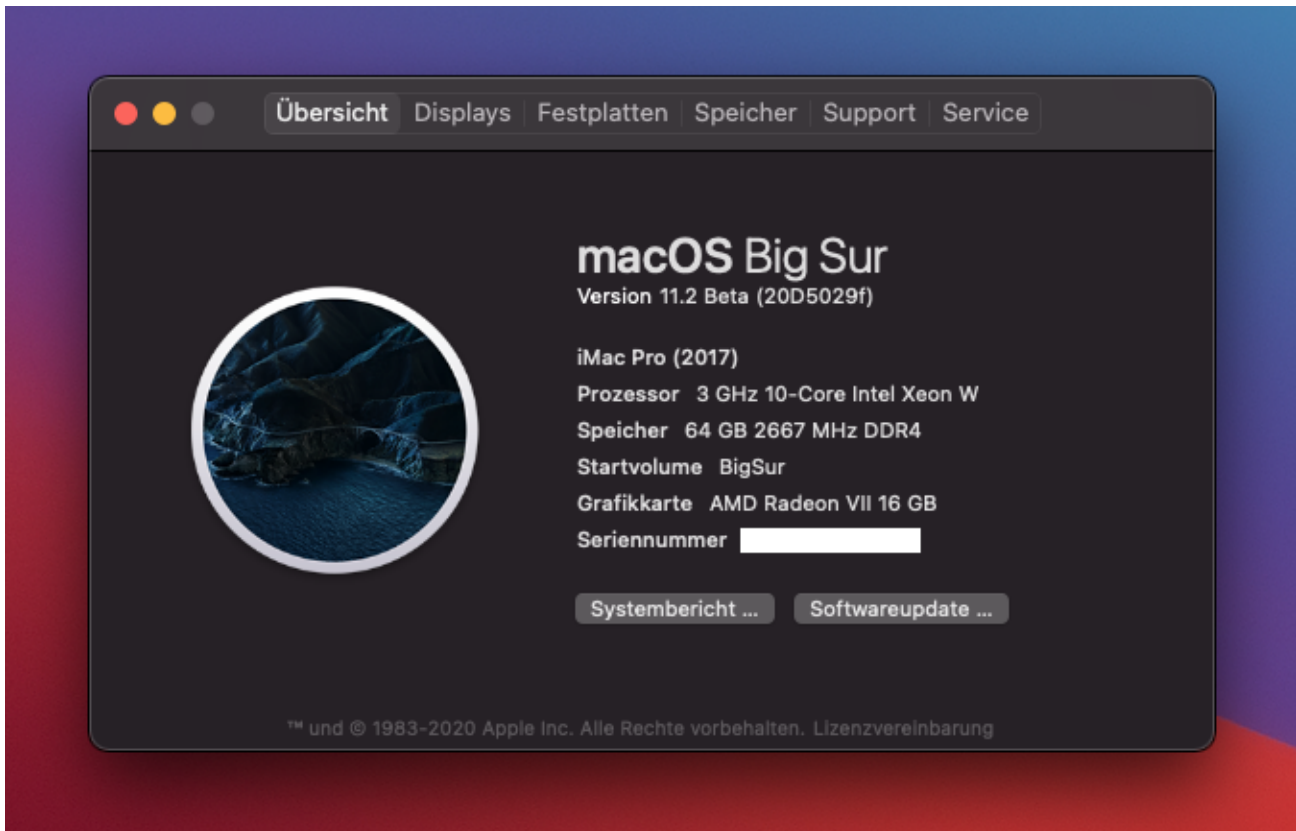 Übersicht Displays Festplatten Speicher Support Service
macOS Big Sur
Version 11.2 Beta (20D5029f)
iMac Pro (2017)
Prozessor 3 GHz 10-Core Intel Xeon W
Speicher 64 GB 2667 MHz DDR4
Startvolume BigSur
Grafikkarte AMD Radeon VII 16 GB
Seriennummer
Systembericht ... Softwareupdate ...
™ und © 1983-2020 Apple Inc. Alle Rechte vorbehalten. Lizenzvereinbarung